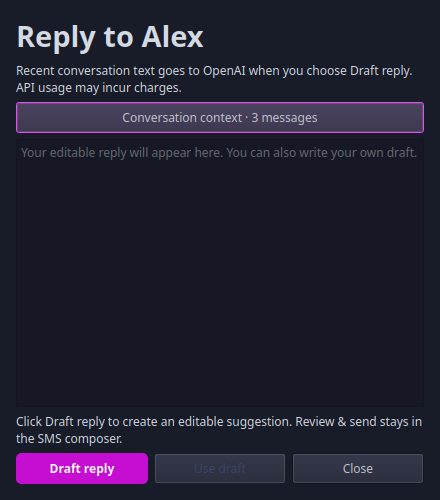 Reply to Alex
Recent conversation text goes to OpenAI when you choose Draft reply.
API usage may incur charges.
Conversation context · 3 messages
Your editable reply will appear here. You can also write your own draft.
Click Draft reply to create an editable suggestion. Review & send stays in
the SMS composer.
Draft reply
Use draft
Close